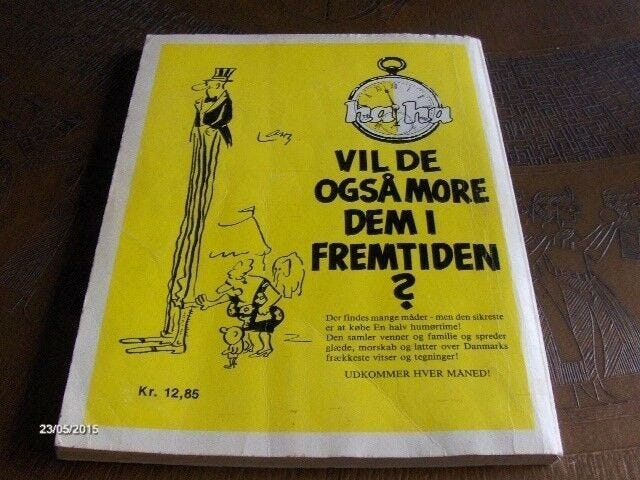 ha ha
VIL DE
OGSÅ MORE
DEM I
FREMTIDEN
?
Der findes mange måder - men den sikreste
er at købe En halv humørtime!
Den samler venner og familie og spreder
glæde, morskab og latter over Danmarks
frækkeste vitser og tegninger!
UDKOMMER HVER MÅNED!
Kr. 12,85
23/05/2015